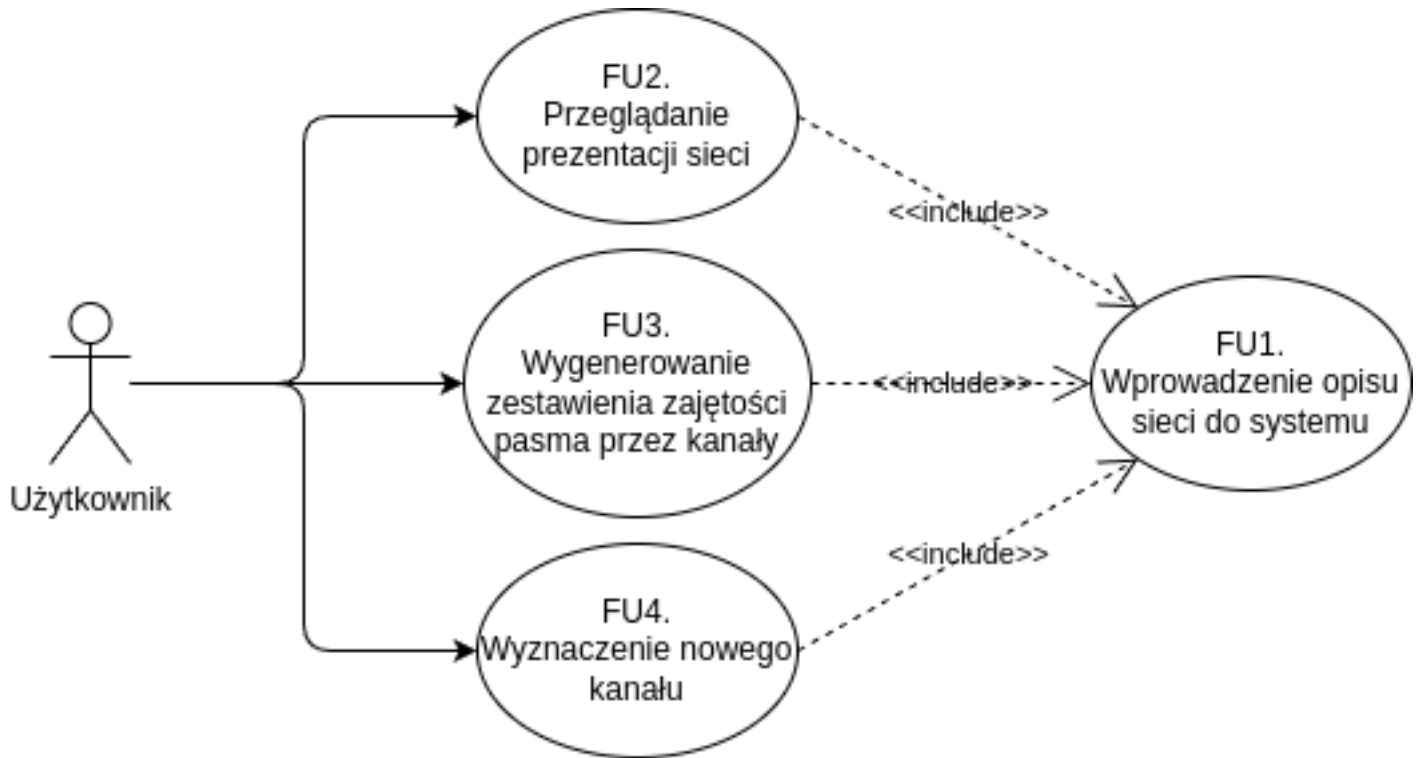 FU2.
Przeglądanie
prezentacji sieci
<<include>>
FU3.
Wygenerowanie
zestawienia zajętości
pasma przez kanały
<<include>>
FU1.
Wprowadzenie opisu
sieci do systemu
Użytkownik
<<include>>
FU4.
Wyznaczenie nowego
kanału